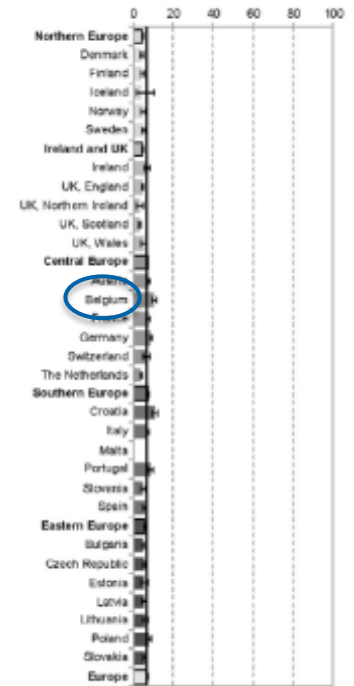 0 20 40 60 80 100
Northern Europe
Denmark
Finland
Iceland
Norway
Sweden
Ireland and UK
Ireland
UK, England
UK, Northern Ireland
UK, Scotland
UK, Wales
Central Europe
Austria
Belgium
France
Germany
Switzerland
The Netherlands
Southern Europe
Croatia
Italy
Malta
Portugal
Slovenia
Spain
Eastern Europe
Bulgaria
Czech Republic
Estonia
Latvia
Lithuania
Poland
Slovakia
Europe